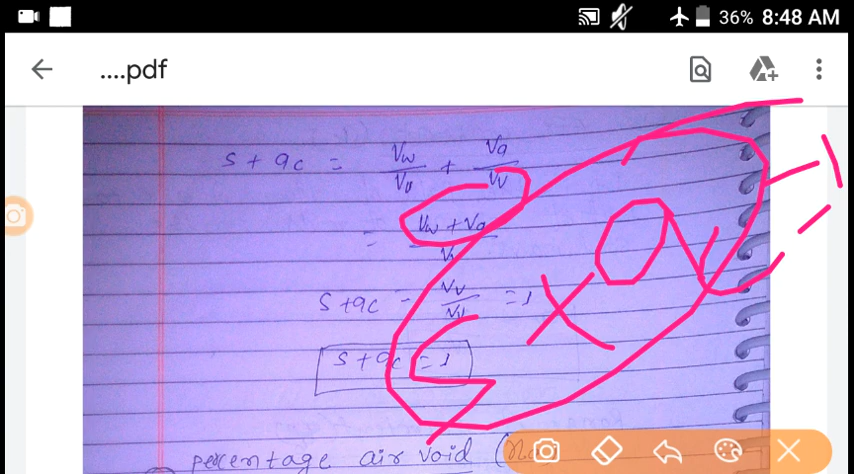 36% 8:48 AM
....pdf
s + ac = Vw/Vv + Va/Vv
= Vw + Va / Vv
s + ac = Vv/Vv = 1
s + ac = 1
percentage air void